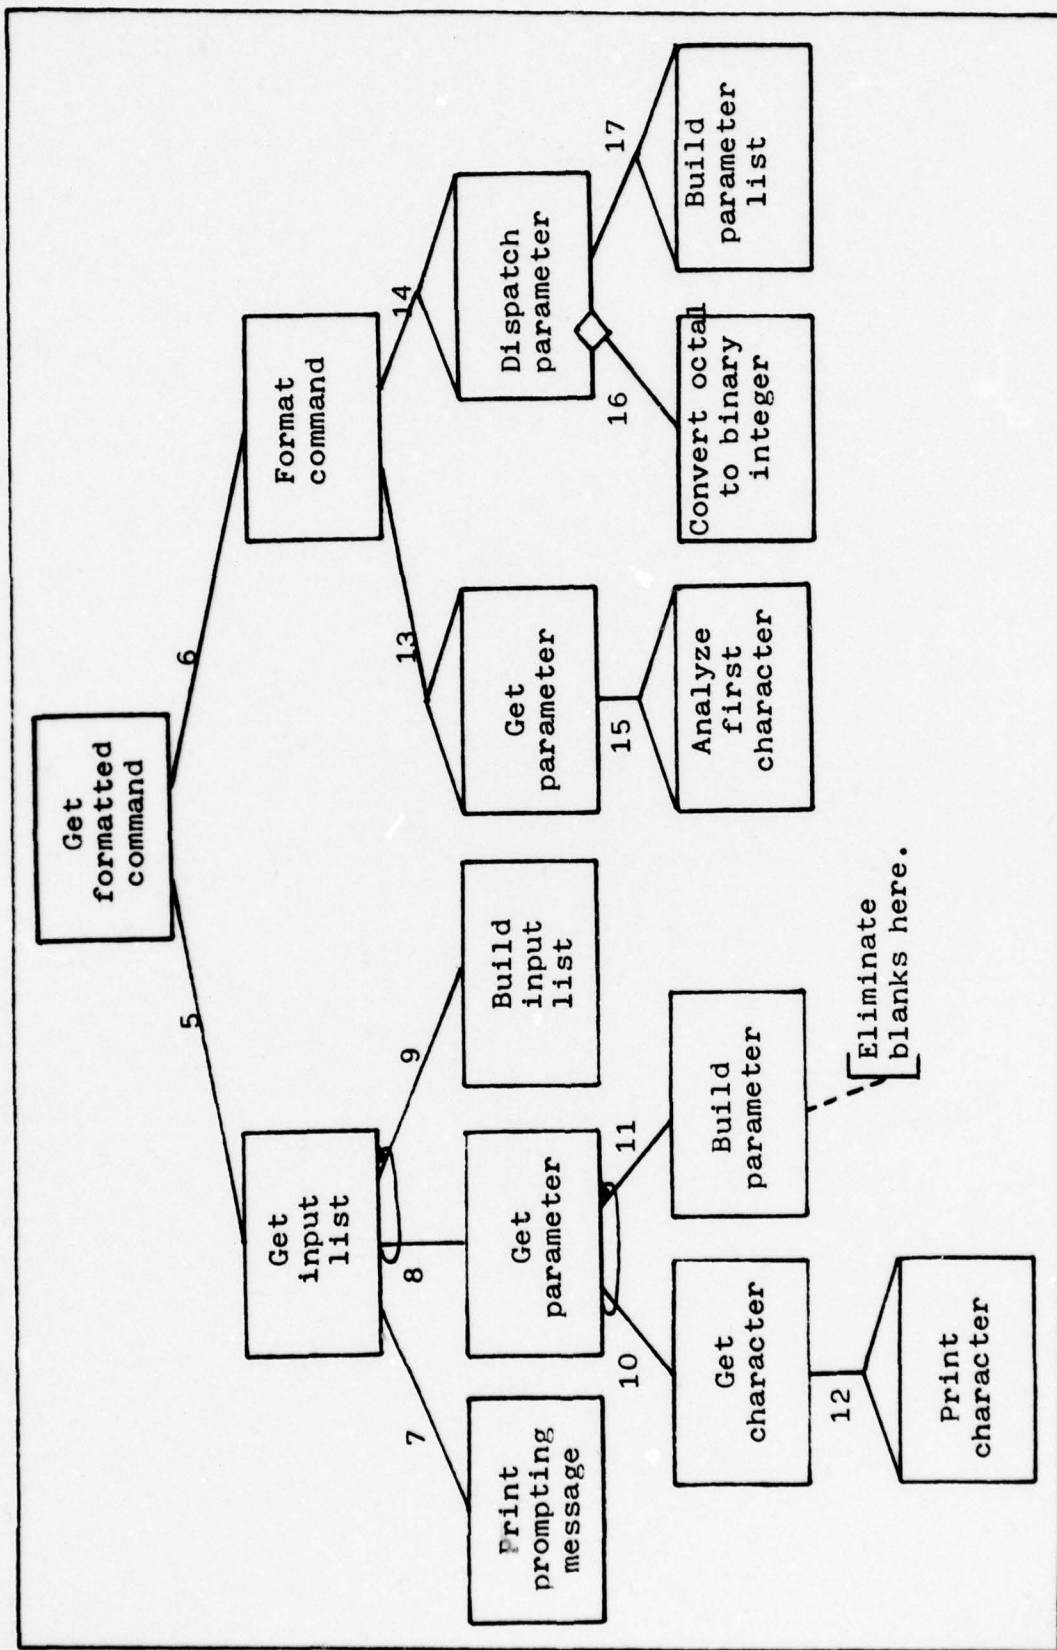 Get
formatted
command
5
6
Get
input
list
Format
command
7
8
9
13
14
Print
prompting
message
Get
parameter
Build
input
list
Get
parameter
Dispatch
parameter
10
11
15
16
17
Get
character
Build
parameter
Analyze
first
character
Convert octal
to binary
integer
Build
parameter
list
12
Eliminate
blanks here.
Print
character